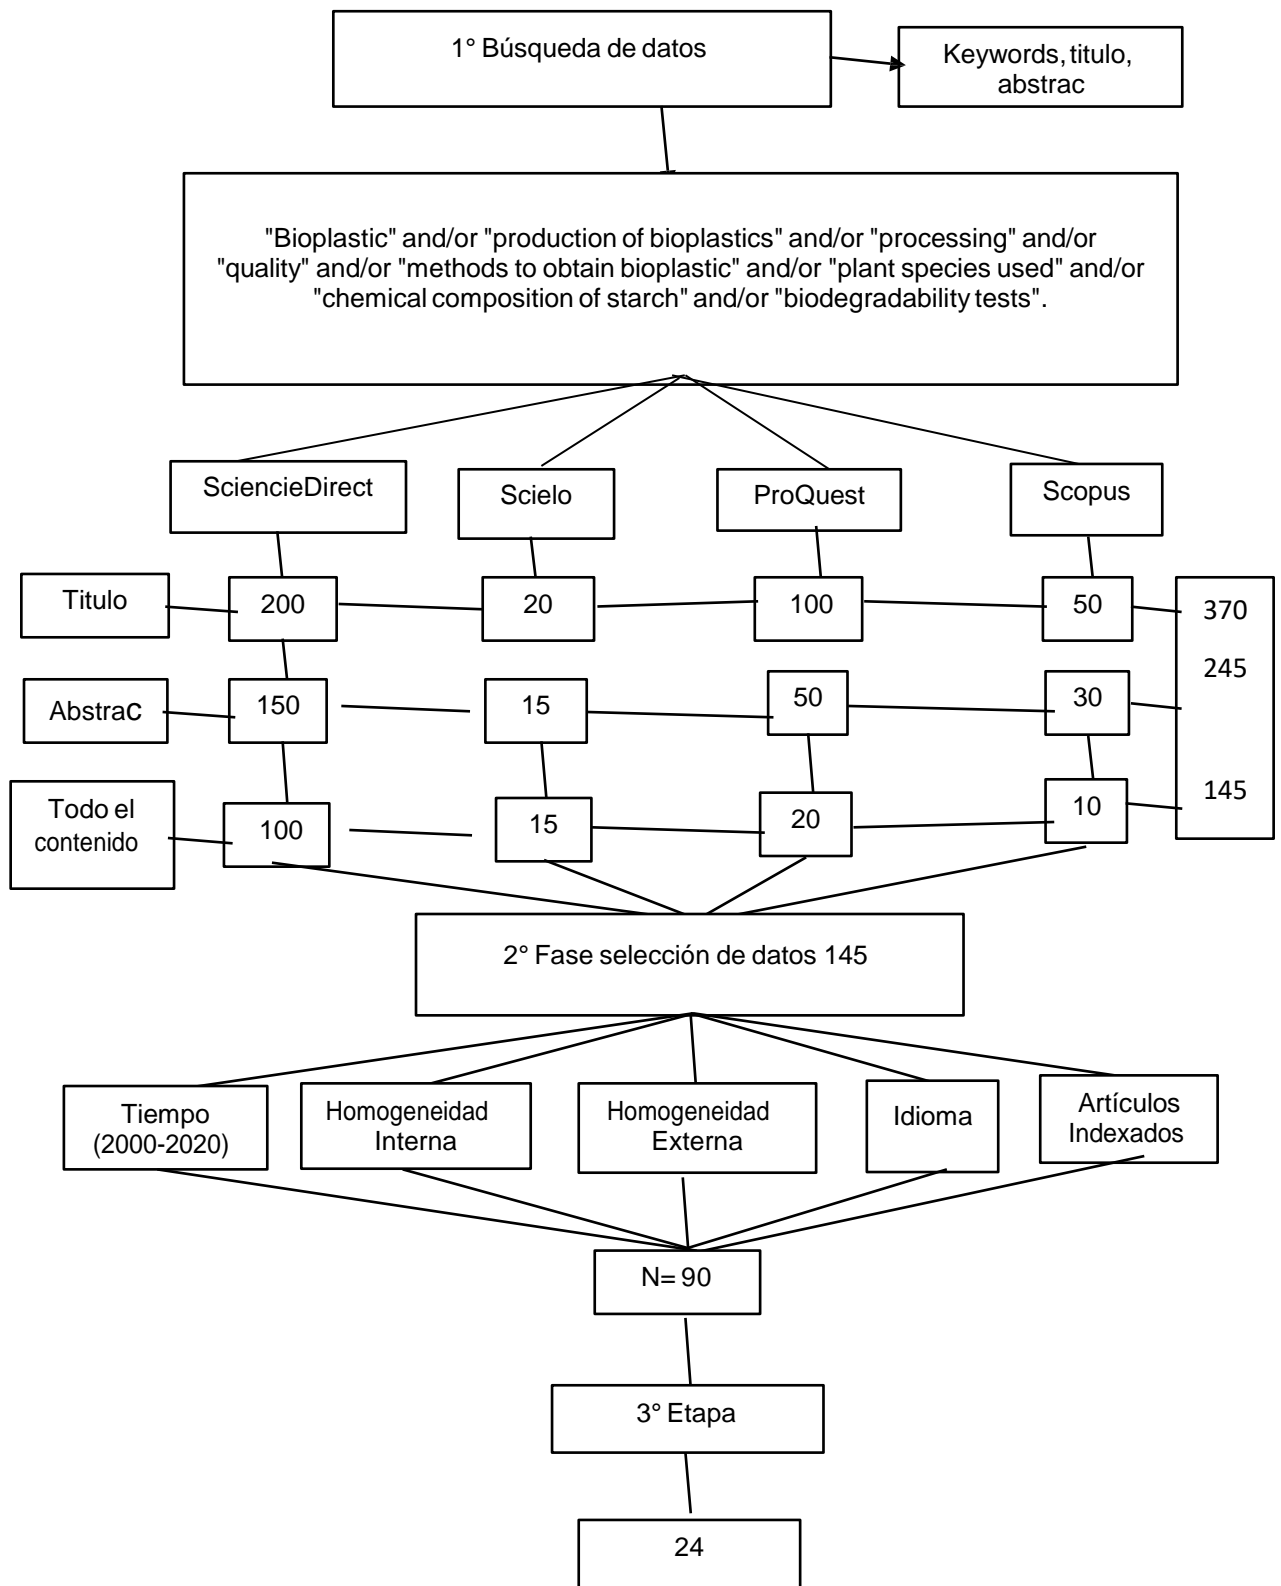 1° Búsqueda de datos
Keywords, titulo,
abstrac
"Bioplastic" and/or "production of bioplastics" and/or "processing" and/or
"quality" and/or "methods to obtain bioplastic" and/or "plant species used" and/or
"chemical composition of starch" and/or "biodegradability tests".
SciencieDirect
Scielo
ProQuest
Scopus
Titulo
200
20
100
50
370
Abstrac
150
15
50
30
245
Todo el
contenido
100
15
20
10
145
2° Fase selección de datos 145
Tiempo
(2000-2020)
Homogeneidad
Interna
Homogeneidad
Externa
Idioma
Artículos
Indexados
N= 90
3° Etapa
24